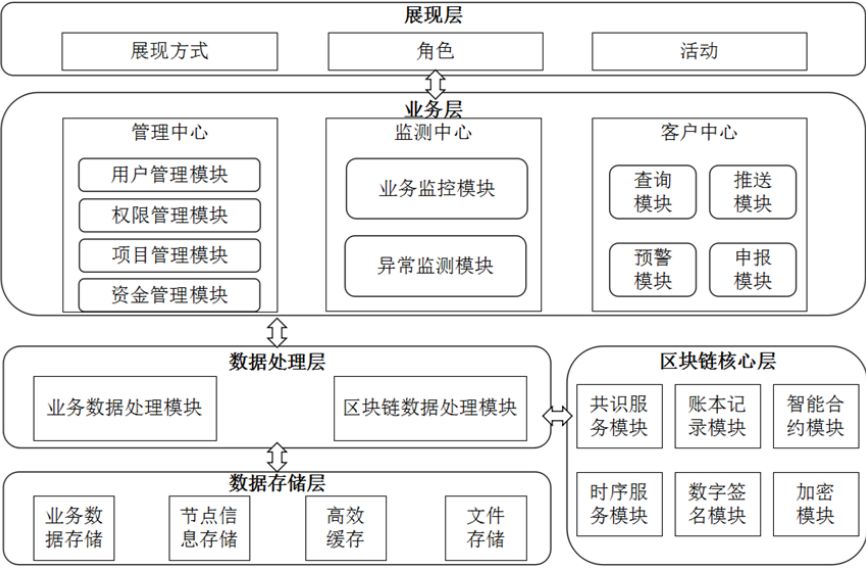 展现层
展现方式
角色
活动
业务层
管理中心
用户管理模块
权限管理模块
项目管理模块
资金管理模块
监测中心
业务监控模块
异常监测模块
客户中心
查询
模块
推送
模块
预警
模块
申报
模块
数据处理层
业务数据处理模块
区块链数据处理模块
区块链核心层
共识服
务模块
账本记
录模块
智能合
约模块
时序服
务模块
数字签
名模块
加密
模块
数据存储层
业务数
据存储
节点信
息存储
高效
缓存
文件
存储